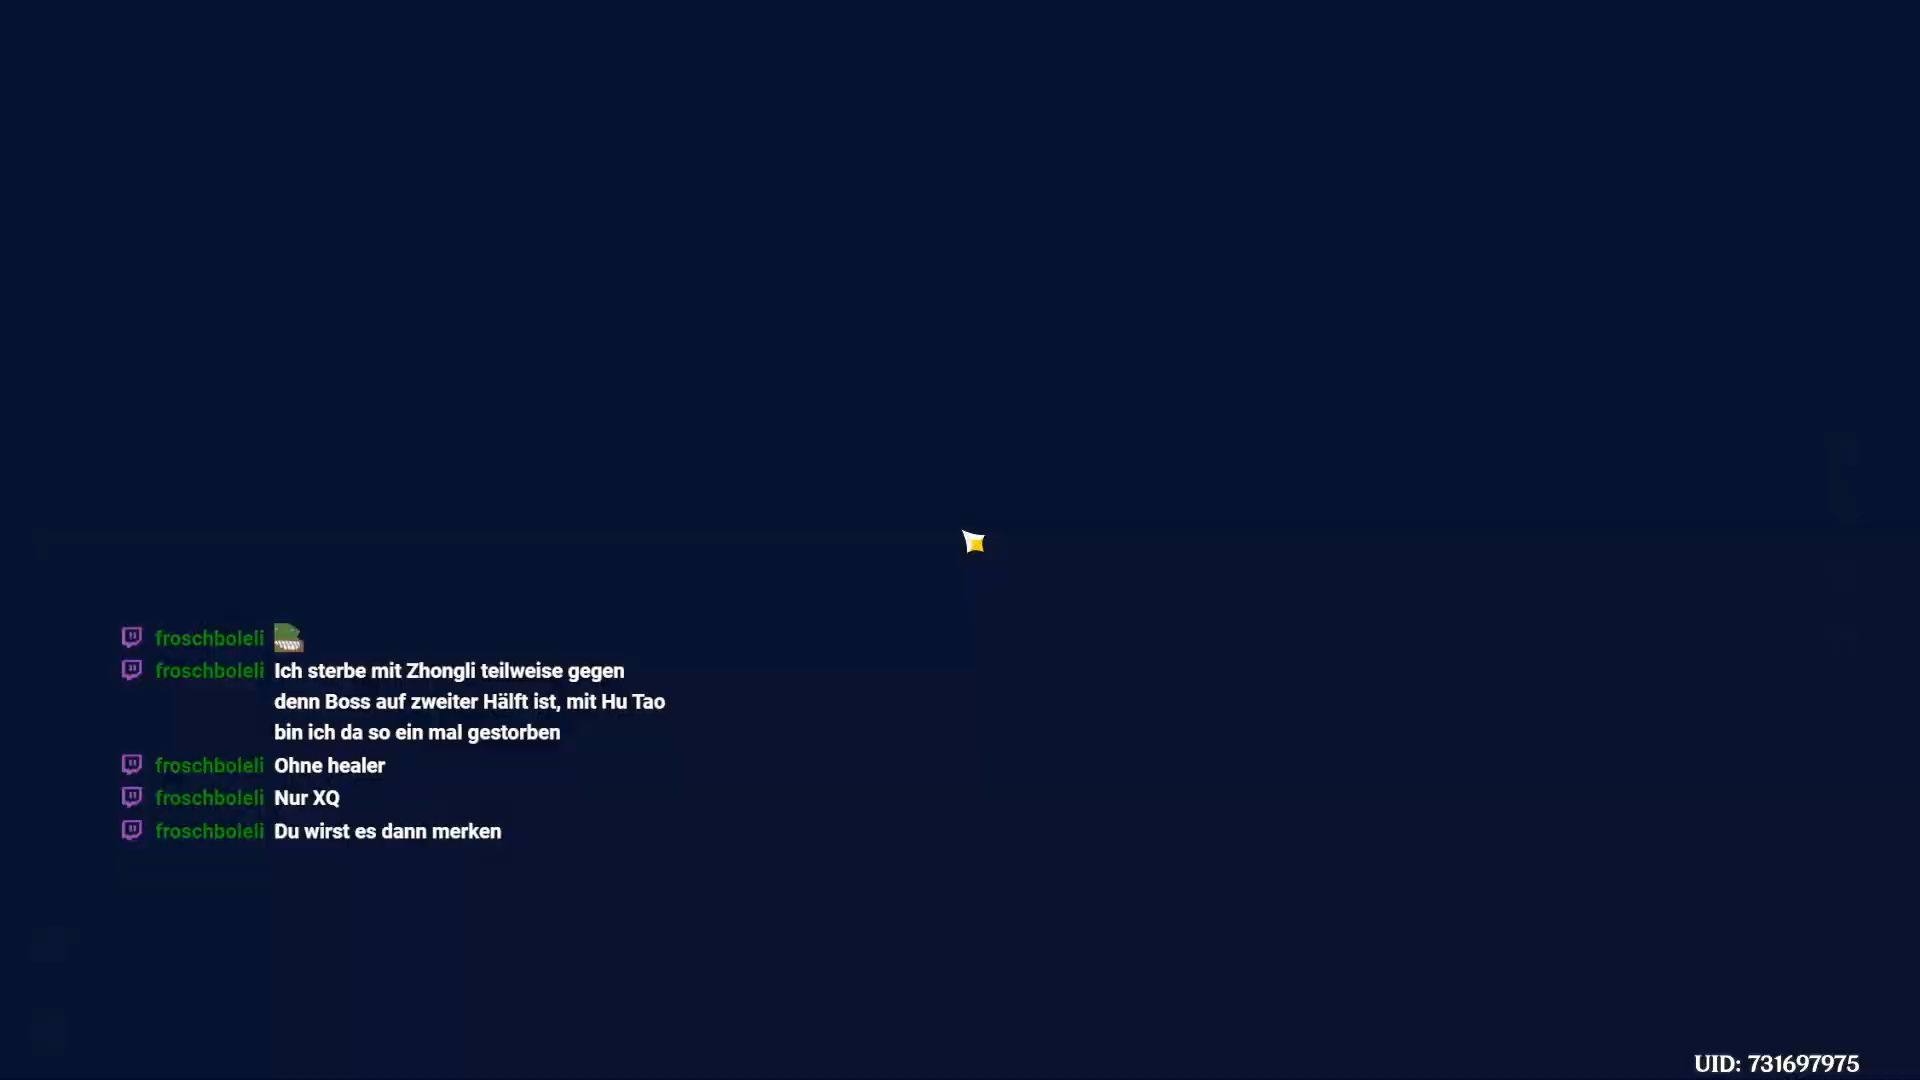 froschboleli
froschboleli Ich sterbe mit Zhongli teilweise gegen
denn Boss auf zweiter Hälft ist, mit Hu Tao
bin ich da so ein mal gestorben
froschboleli Ohne healer
froschboleli Nur XQ
froschboleli Du wirst es dann merken
UID: 731697975